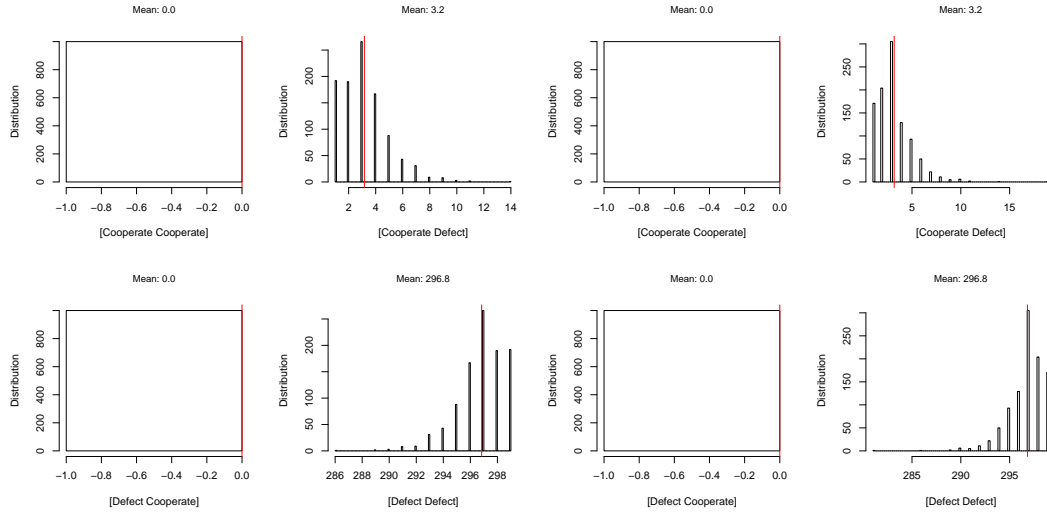 Mean: 0.0
Distribution
0 200 400 600 800
−1.0 −0.8 −0.6 −0.4 −0.2 0.0
[Cooperate Cooperate]
Mean: 3.2
Distribution
0 50 150
2 4 6 8 10 12 14
[Cooperate Defect]
Mean: 0.0
Distribution
0 200 400 600 800
−1.0 −0.8 −0.6 −0.4 −0.2 0.0
[Cooperate Cooperate]
Mean: 3.2
Distribution
0 50 150 250
5 10 15
[Cooperate Defect]
Mean: 0.0
Distribution
0 200 400 600 800
−1.0 −0.8 −0.6 −0.4 −0.2 0.0
[Defect Cooperate]
Mean: 296.8
Distribution
0 50 150
286 288 290 292 294 296 298
[Defect Defect]
Mean: 0.0
Distribution
0 200 400 600 800
−1.0 −0.8 −0.6 −0.4 −0.2 0.0
[Defect Cooperate]
Mean: 296.8
Distribution
0 50 150 250
285 290 295
[Defect Defect]